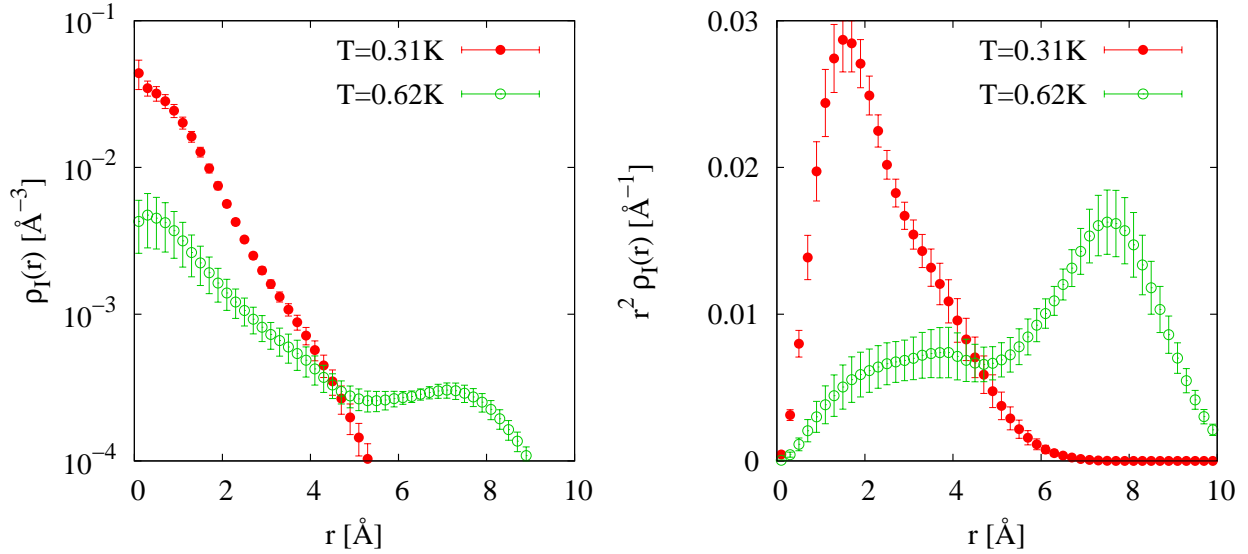 10⁻¹
10⁻²
10⁻³
10⁻⁴
ρ_I(r) [Å⁻³]
T=0.31K
T=0.62K
0 2 4 6 8 10
r [Å]
0.03
0.02
0.01
0
r² ρ_I(r) [Å⁻¹]
T=0.31K
T=0.62K
0 2 4 6 8 10
r [Å]